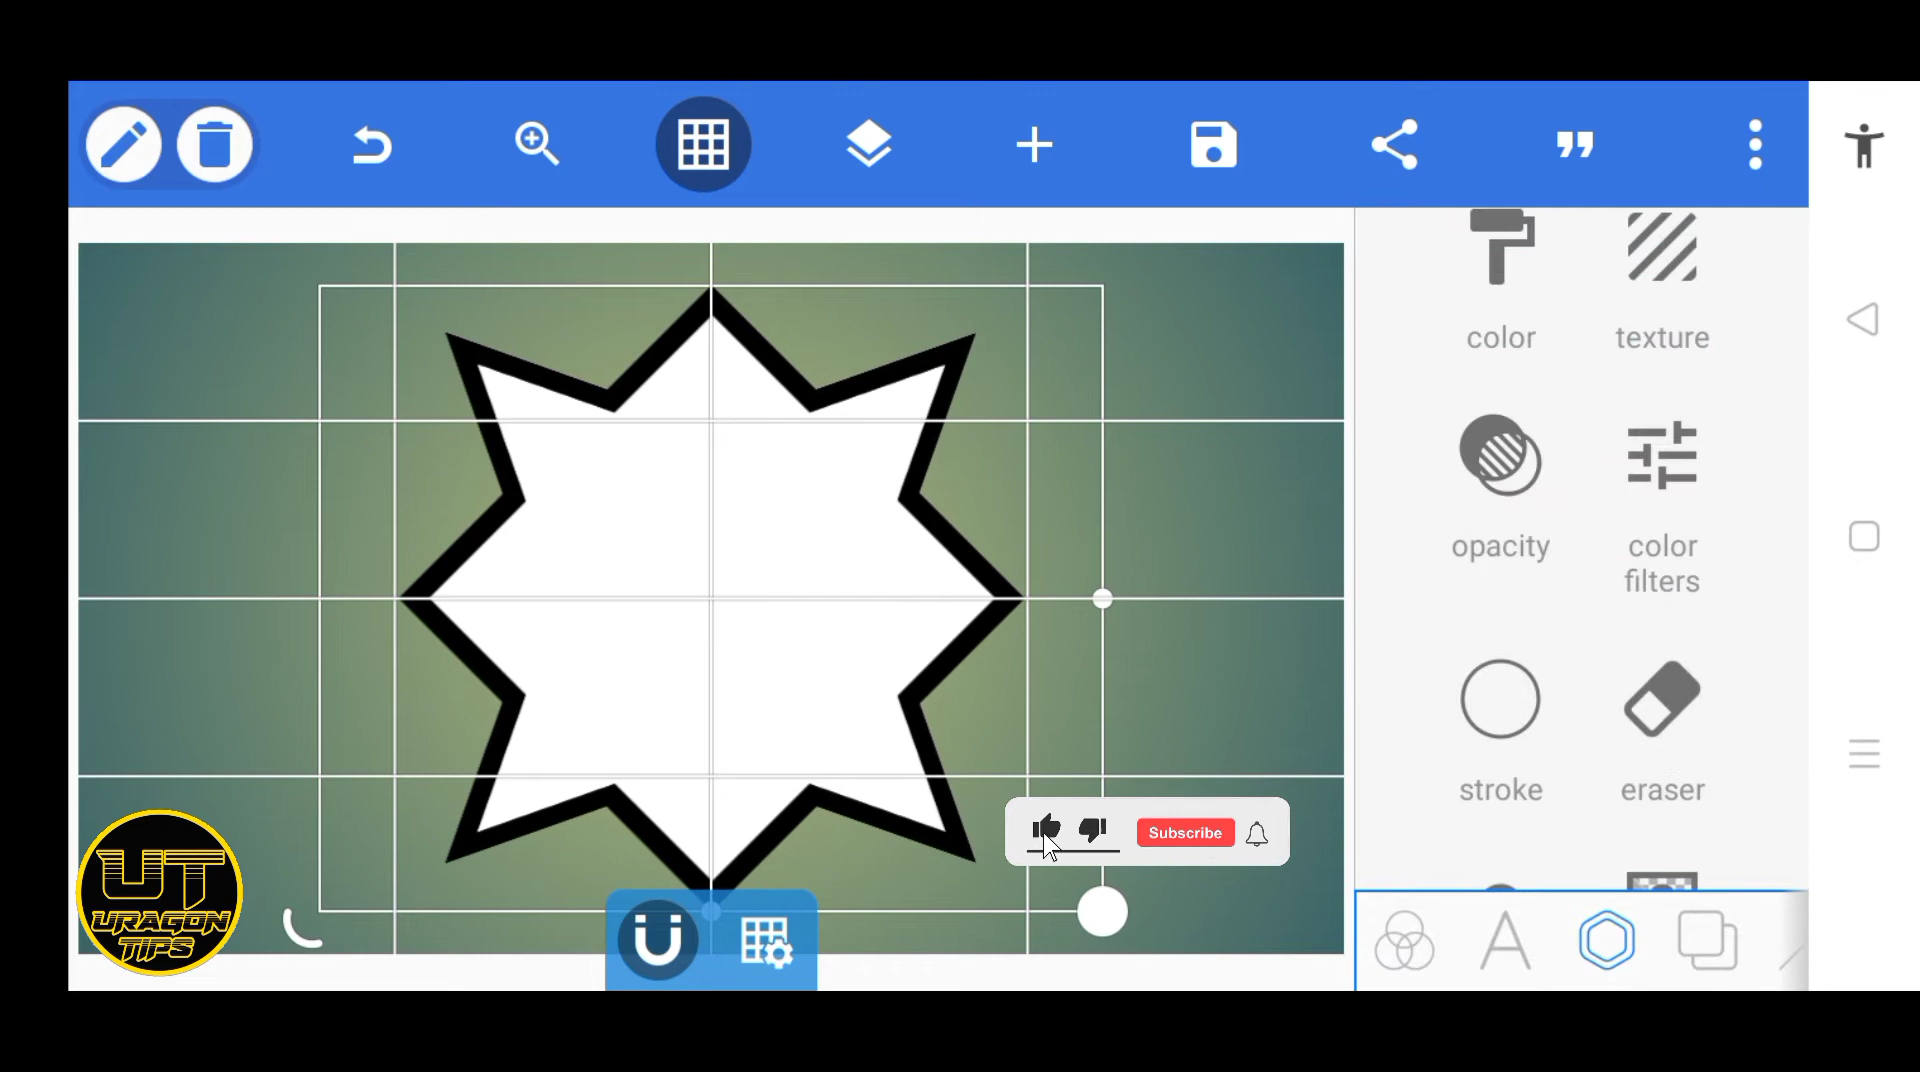 color
texture
opacity
color
filters
stroke
eraser
Subscribe
UT
URAGON
TIPS
A